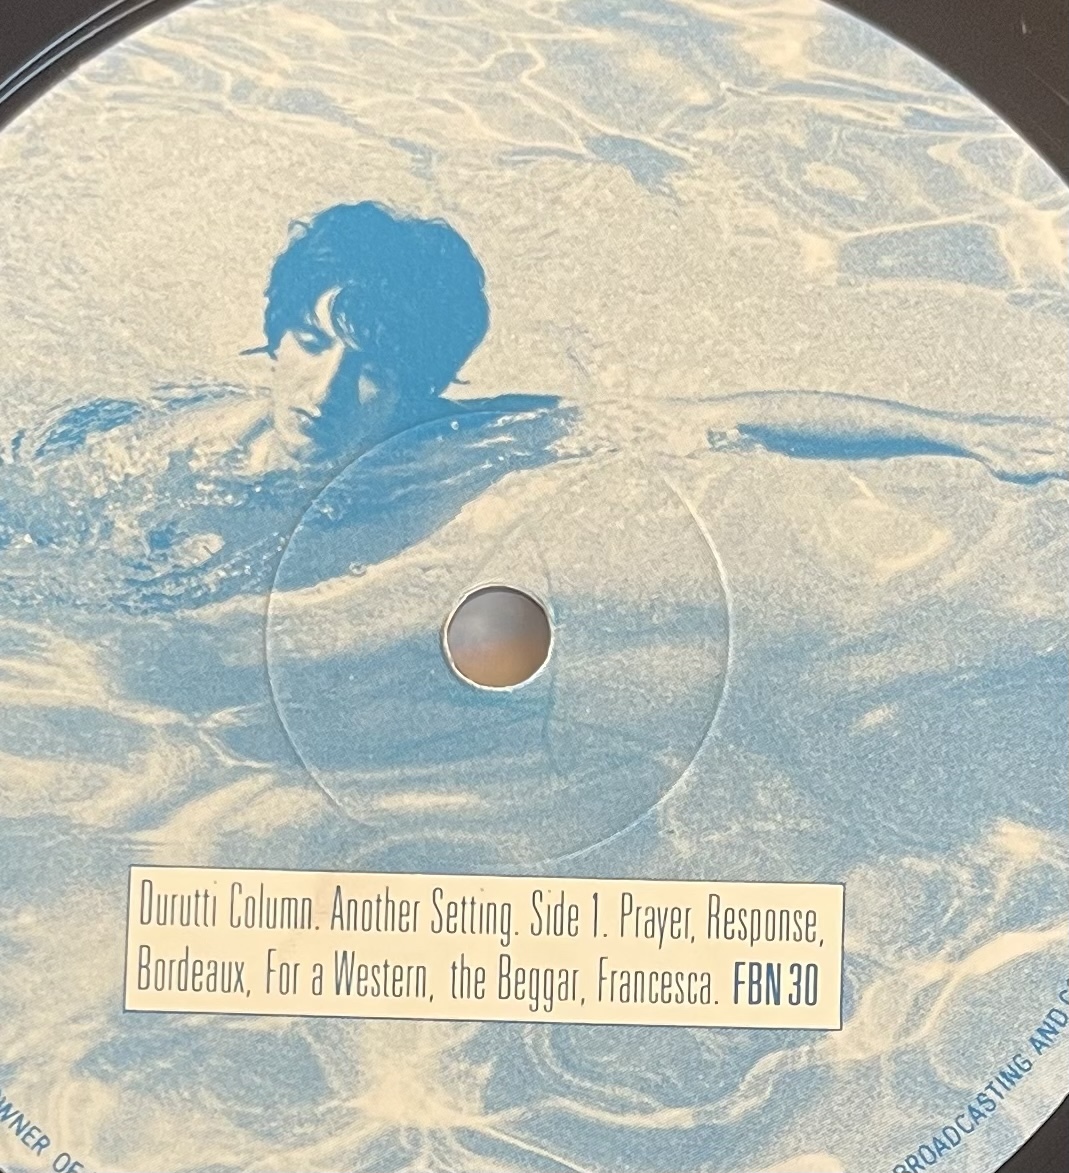 Durutti Column. Another Setting. Side 1. Prayer, Response,
Bordeaux, For a Western, the Beggar, Francesca. FBN 30
OWNER OF
BROADCASTING AND